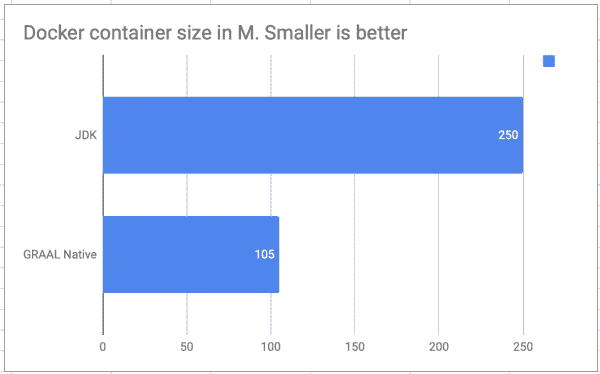 Docker container size in M. Smaller is better
JDK
250
GRAAL Native
105
0 50 100 150 200 250